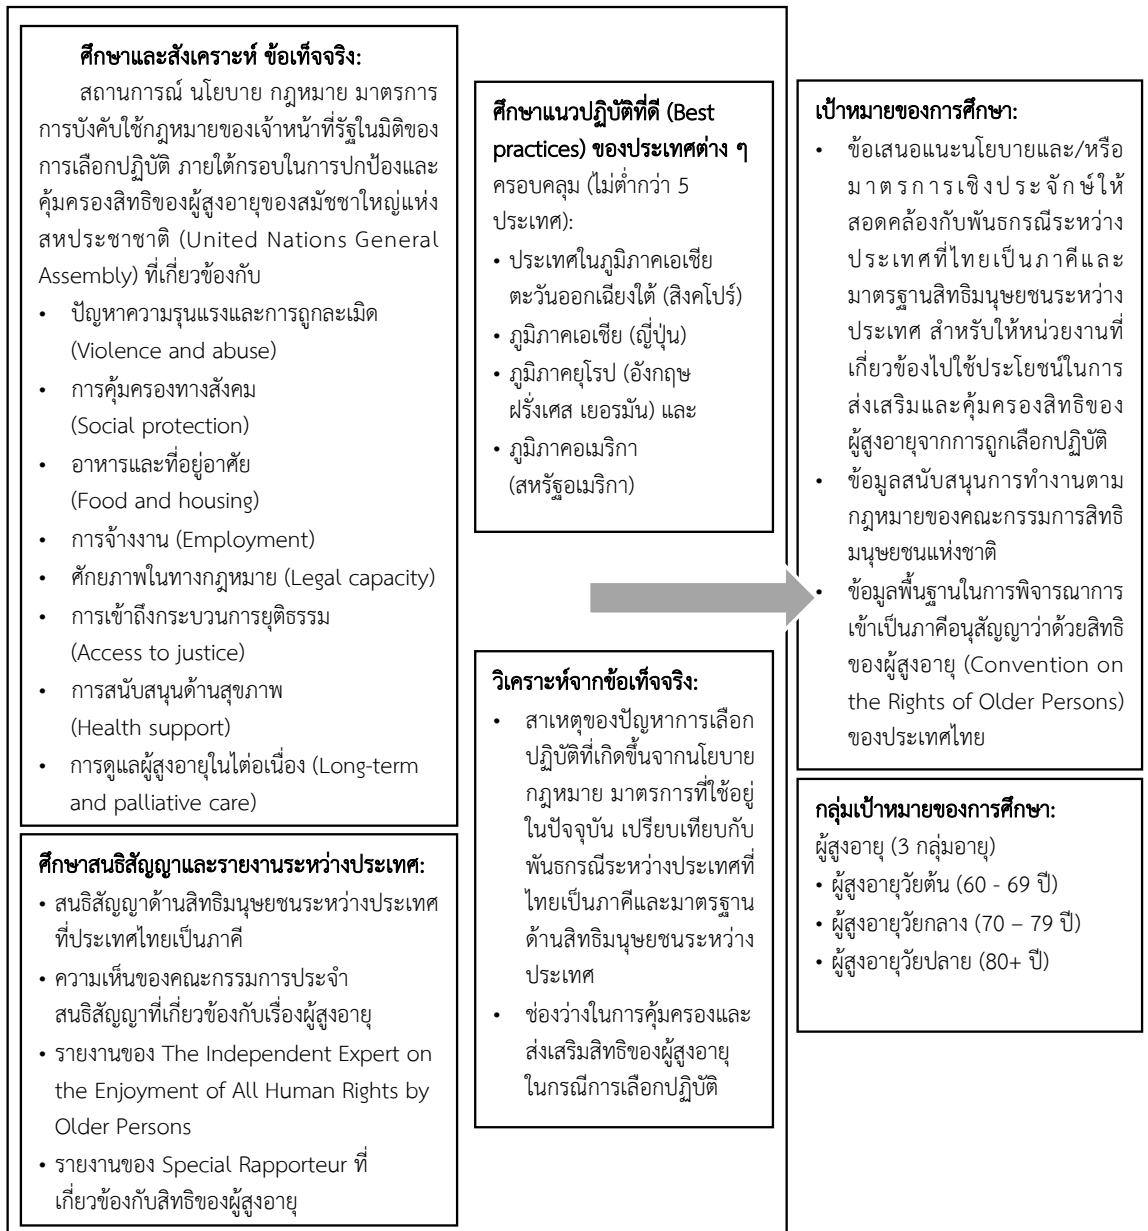 ศึกษาและสังเคราะห์ ข้อเท็จจริง:
สถานการณ์ นโยบาย กฎหมาย มาตรการ
การบังคับใช้กฎหมายของเจ้าหน้าที่รัฐในมิติของ
การเลือกปฏิบัติ ภายใต้กรอบในการปกป้องและ
คุ้มครองสิทธิของผู้สูงอายุของสมัชชาใหญ่แห่ง
สหประชาชาติ (United Nations General
Assembly) ที่เกี่ยวข้องกับ
• ปัญหาความรุนแรงและการถูกละเมิด
(Violence and abuse)
• การคุ้มครองทางสังคม
(Social protection)
• อาหารและที่อยู่อาศัย
(Food and housing)
• การจ้างงาน (Employment)
• ศักยภาพในทางกฎหมาย (Legal capacity)
• การเข้าถึงกระบวนการยุติธรรม
(Access to justice)
• การสนับสนุนด้านสุขภาพ
(Health support)
• การดูแลผู้สูงอายุในไต่อเนื่อง (Long-term
and palliative care)
ศึกษาสนธิสัญญาและรายงานระหว่างประเทศ:
• สนธิสัญญาด้านสิทธิมนุษยชนระหว่างประเทศ
ที่ประเทศไทยเป็นภาคี
• ความเห็นของคณะกรรมการประจำ
สนธิสัญญาที่เกี่ยวข้องกับเรื่องผู้สูงอายุ
• รายงานของ The Independent Expert on
the Enjoyment of All Human Rights by
Older Persons
• รายงานของ Special Rapporteur ที่
เกี่ยวข้องกับสิทธิของผู้สูงอายุ
ศึกษาแนวปฏิบัติที่ดี (Best
practices) ของประเทศต่าง ๆ
ครอบคลุม (ไม่ต่ำกว่า 5
ประเทศ):
• ประเทศในภูมิภาคเอเชีย
ตะวันออกเฉียงใต้ (สิงคโปร์)
• ภูมิภาคเอเชีย (ญี่ปุ่น)
• ภูมิภาคยุโรป (อังกฤษ
ฝรั่งเศส เยอรมัน) และ
• ภูมิภาคอเมริกา
(สหรัฐอเมริกา)
วิเคราะห์จากข้อเท็จจริง:
• สาเหตุของปัญหาการเลือก
ปฏิบัติที่เกิดขึ้นจากนโยบาย
กฎหมาย มาตรการที่ใช้อยู่
ในปัจจุบัน เปรียบเทียบกับ
พันธกรณีระหว่างประเทศที่
ไทยเป็นภาคีและมาตรฐาน
ด้านสิทธิมนุษยชนระหว่าง
ประเทศ
• ช่องว่างในการคุ้มครองและ
ส่งเสริมสิทธิของผู้สูงอายุ
ในกรณีการเลือกปฏิบัติ
เป้าหมายของการศึกษา:
• ข้อเสนอแนะนโยบายและ/หรือ
มาตรการเชิงประจักษ์ให้
สอดคล้องกับพันธกรณีระหว่าง
ประเทศที่ไทยเป็นภาคีและ
มาตรฐานสิทธิมนุษยชนระหว่าง
ประเทศ สำหรับให้หน่วยงานที่
เกี่ยวข้องไปใช้ประโยชน์ในการ
ส่งเสริมและคุ้มครองสิทธิของ
ผู้สูงอายุจากการถูกเลือกปฏิบัติ
• ข้อมูลสนับสนุนการทำงานตาม
กฎหมายของคณะกรรมการสิทธิ
มนุษยชนแห่งชาติ
• ข้อมูลพื้นฐานในการพิจารณาการ
เข้าเป็นภาคีอนุสัญญาว่าด้วยสิทธิ
ของผู้สูงอายุ (Convention on
the Rights of Older Persons)
ของประเทศไทย
กลุ่มเป้าหมายของการศึกษา:
ผู้สูงอายุ (3 กลุ่มอายุ)
• ผู้สูงอายุวัยต้น (60 - 69 ปี)
• ผู้สูงอายุวัยกลาง (70 – 79 ปี)
• ผู้สูงอายุวัยปลาย (80+ ปี)